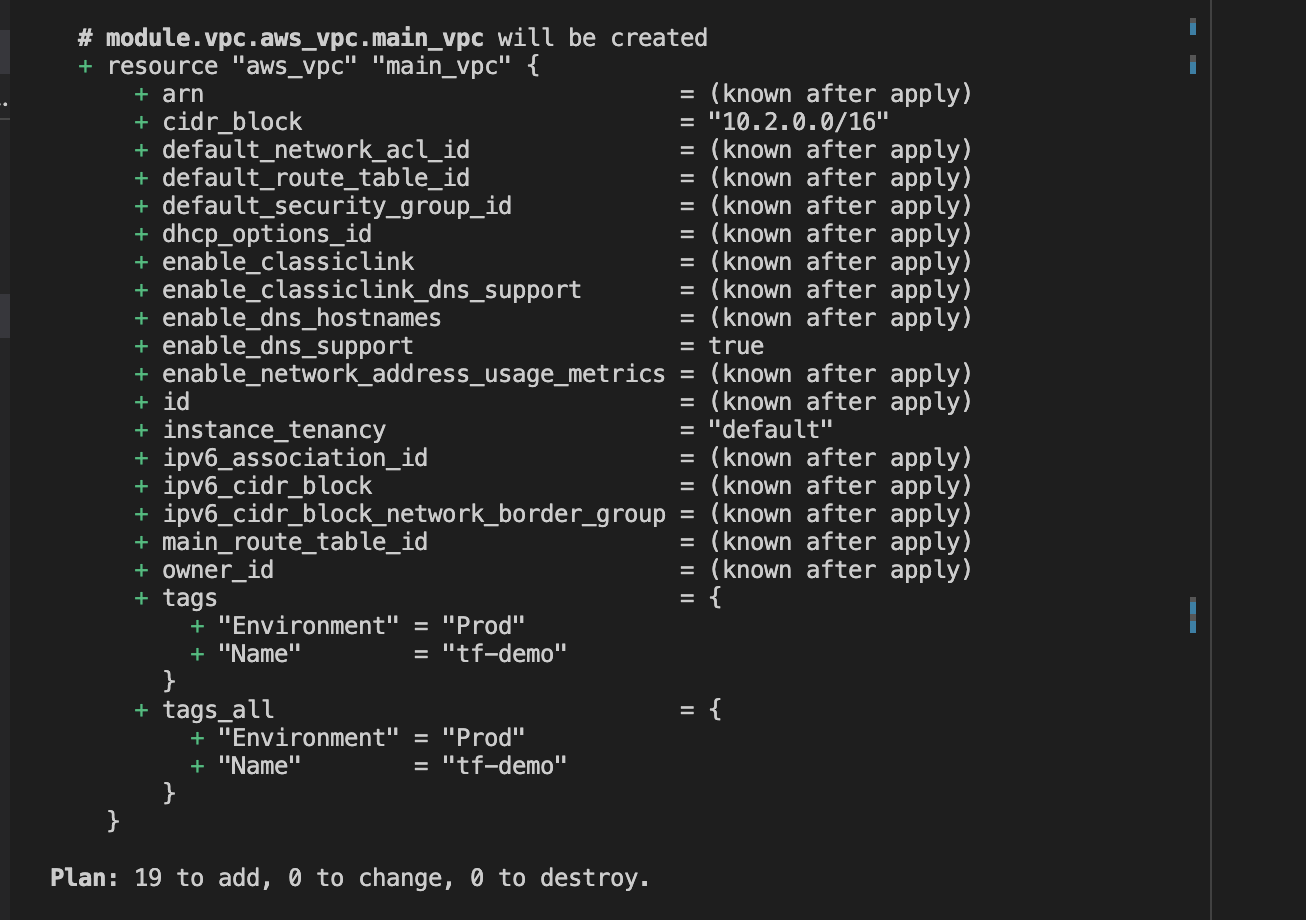 # module.vpc.aws_vpc.main_vpc will be created
+ resource "aws_vpc" "main_vpc" {
+ arn = (known after apply)
+ cidr_block = "10.2.0.0/16"
+ default_network_acl_id = (known after apply)
+ default_route_table_id = (known after apply)
+ default_security_group_id = (known after apply)
+ dhcp_options_id = (known after apply)
+ enable_classiclink = (known after apply)
+ enable_classiclink_dns_support = (known after apply)
+ enable_dns_hostnames = (known after apply)
+ enable_dns_support = true
+ enable_network_address_usage_metrics = (known after apply)
+ id = (known after apply)
+ instance_tenancy = "default"
+ ipv6_association_id = (known after apply)
+ ipv6_cidr_block = (known after apply)
+ ipv6_cidr_block_network_border_group = (known after apply)
+ main_route_table_id = (known after apply)
+ owner_id = (known after apply)
+ tags = {
+ "Environment" = "Prod"
+ "Name" = "tf-demo"
}
+ tags_all = {
+ "Environment" = "Prod"
+ "Name" = "tf-demo"
}
}
Plan: 19 to add, 0 to change, 0 to destroy.